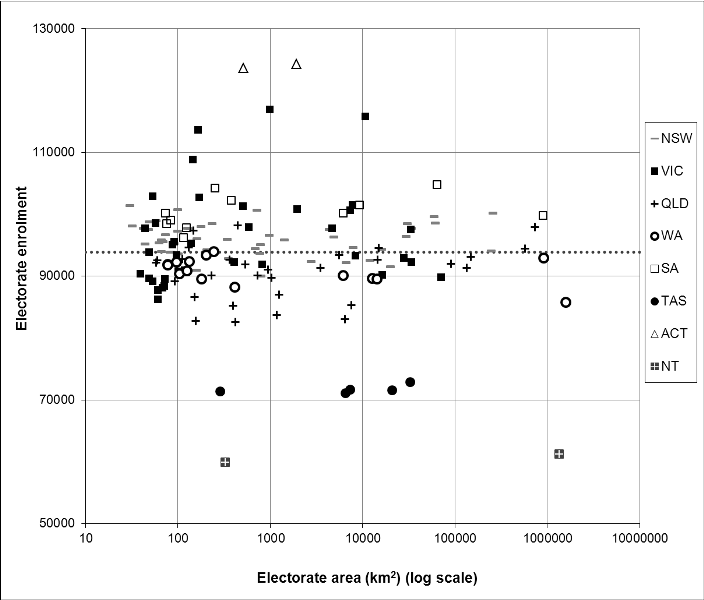 130000
110000
90000
70000
50000
Electorate enrolment
10
100
1000
10000
100000
1000000
10000000
Electorate area (km²) (log scale)
NSW
VIC
QLD
WA
SA
TAS
ACT
NT